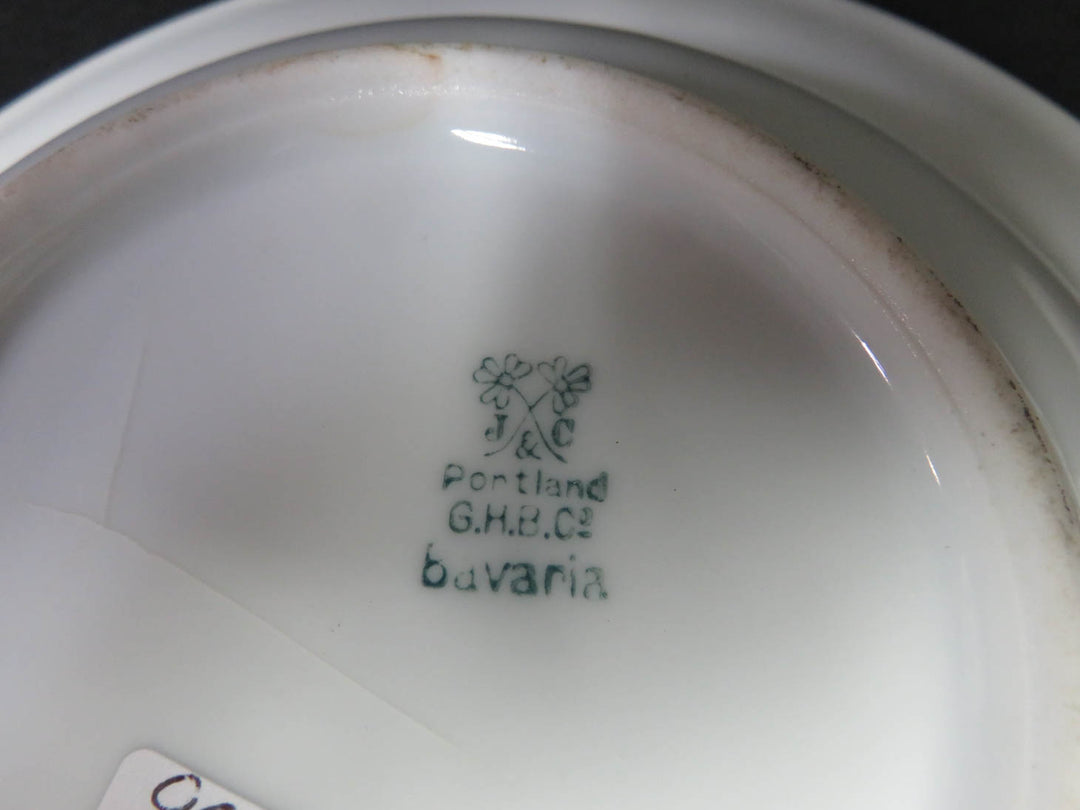 J & C
Portland
G.H.B.Cº
bavaria